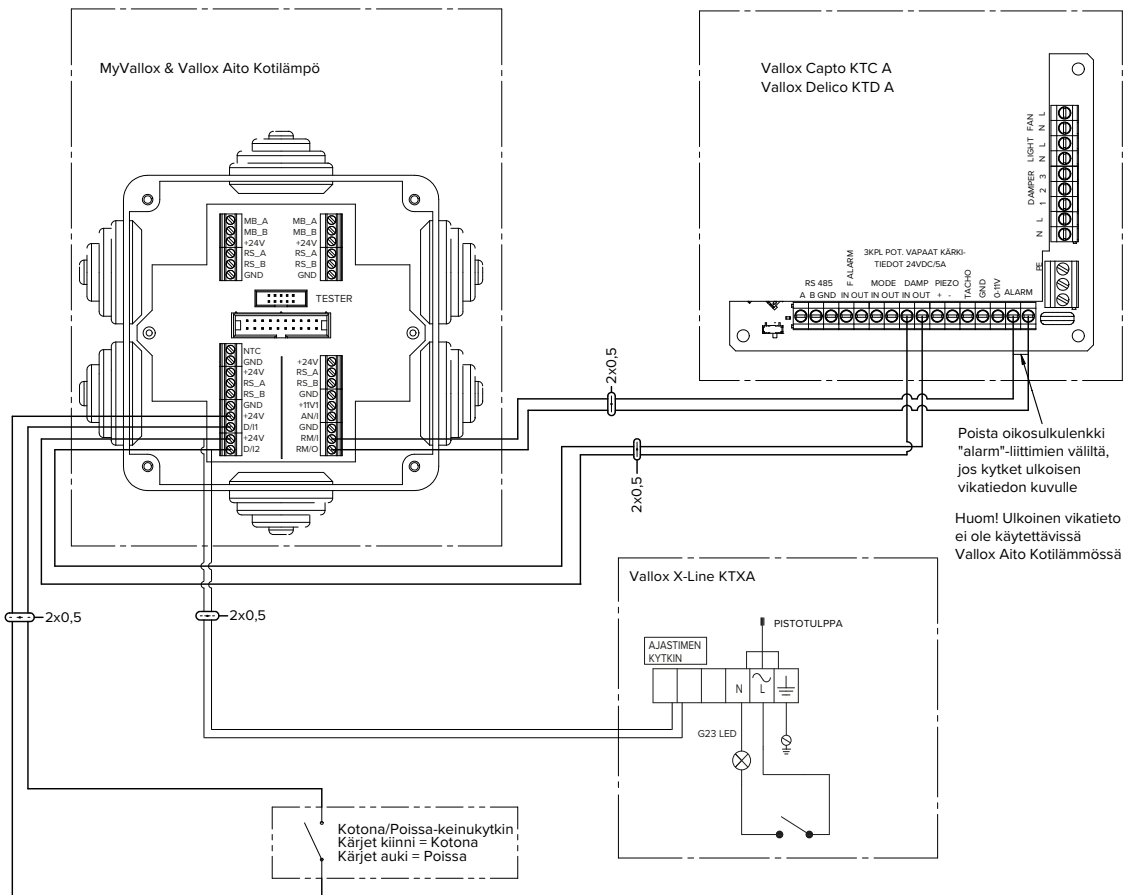 MyVallox & Vallox Aito Kotilämpö
MB_A
MB_B
+24V
RS_A
RS_B
GND
MB_A
MB_B
+24V
RS_A
RS_B
GND
TESTER
NTC
GND
+24V
RS_A
RS_B
GND
+24V
D/I1
+24V
D/I2
+24V
RS_A
RS_B
GND
+11V1
AN/I
GND
RM/I
RM/O
Vallox Capto KTC A
Vallox Delico KTD A
DAMPER LIGHT FAN
N L 1 2 3 N L N L
PE
3KPL POT. VAPAAT KÄRKI-
TIEDOT 24VDC/5A
RS 485
A B GND
F ALARM
IN OUT
MODE
IN OUT
DAMP
IN OUT
PIEZO
+ -
TACHO
GND
0-11V
ALARM
2x0,5
2x0,5
Poista oikosulkulenkki
"alarm"-liittimien väliltä,
jos kytket ulkoisen
vikatiedon kuvulle
Huom! Ulkoinen vikatieto
ei ole käytettävissä
Vallox Aito Kotilämmössä
2x0,5
2x0,5
Vallox X-Line KTXA
PISTOTULPPA
AJASTIMEN
KYTKIN
N
L
G23 LED
Kotona/Poissa-keinukytkin
Kärjet kiinni = Kotona
Kärjet auki = Poissa